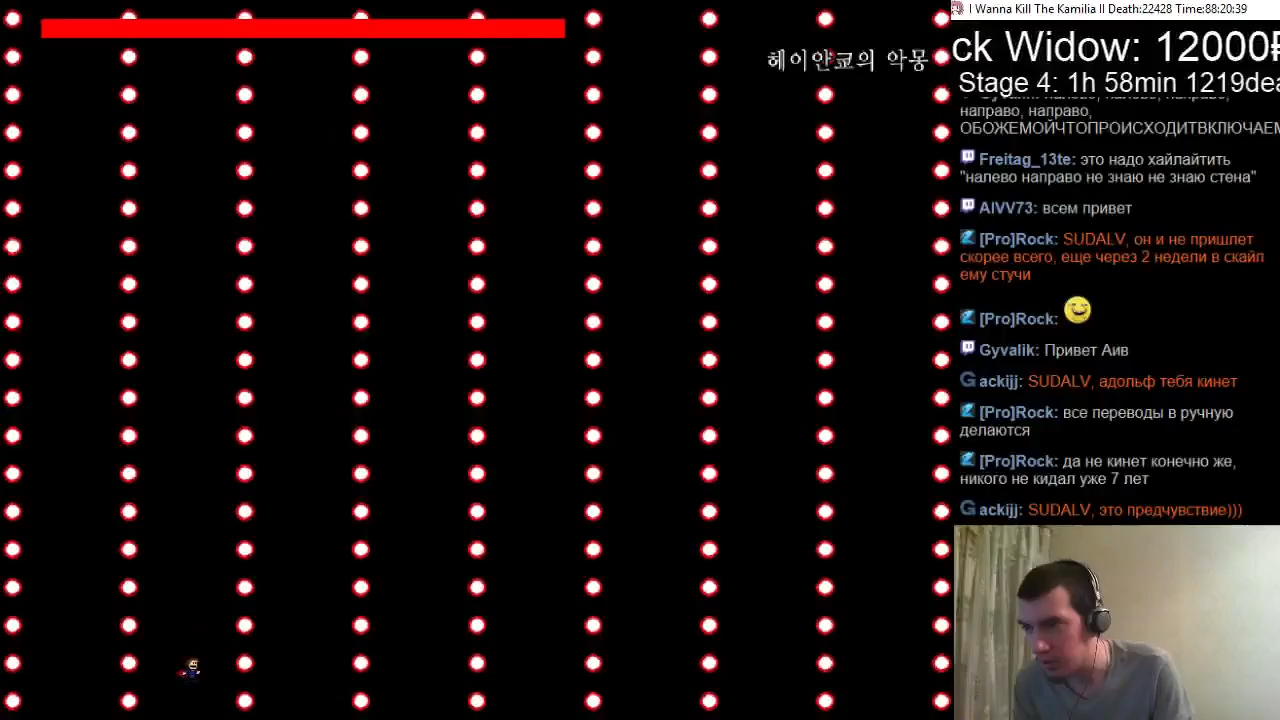 I Wanna Kill The Kamilia II Death:22428 Time:88:20:39
헤이안쿄의 악몽
ck Widow: 12000₽
Stage 4: 1h 58min 1219dea
направо, направо,
ОБОЖЕМОЙЧТОПРОИСХОДИТВКЛЮЧАЕМ
Freitag_13te: это надо хайлайтить
"налево направо не знаю не знаю стена"
AIVV73: всем привет
[Pro]Rock: SUDALV, он и не пришлет
скорее всего, еще через 2 недели в скайп
ему стучи
[Pro]Rock:
Gyvalik: Привет Аив
ackijj: SUDALV, адольф тебя кинет
[Pro]Rock: все переводы в ручную
делаются
[Pro]Rock: да не кинет конечно же,
никого не кидал уже 7 лет
ackijj: SUDALV, это предчувствие)))